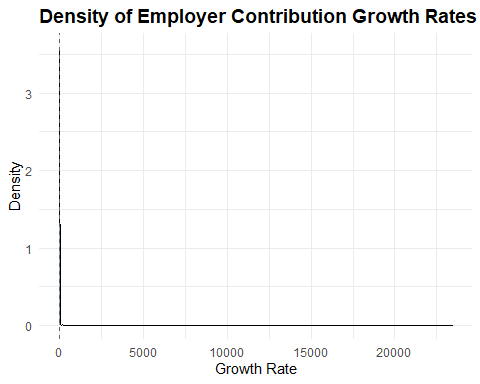 Density of Employer Contribution Growth Rates
Density
3
2
1
0
0 5000 10000 15000 20000
Growth Rate